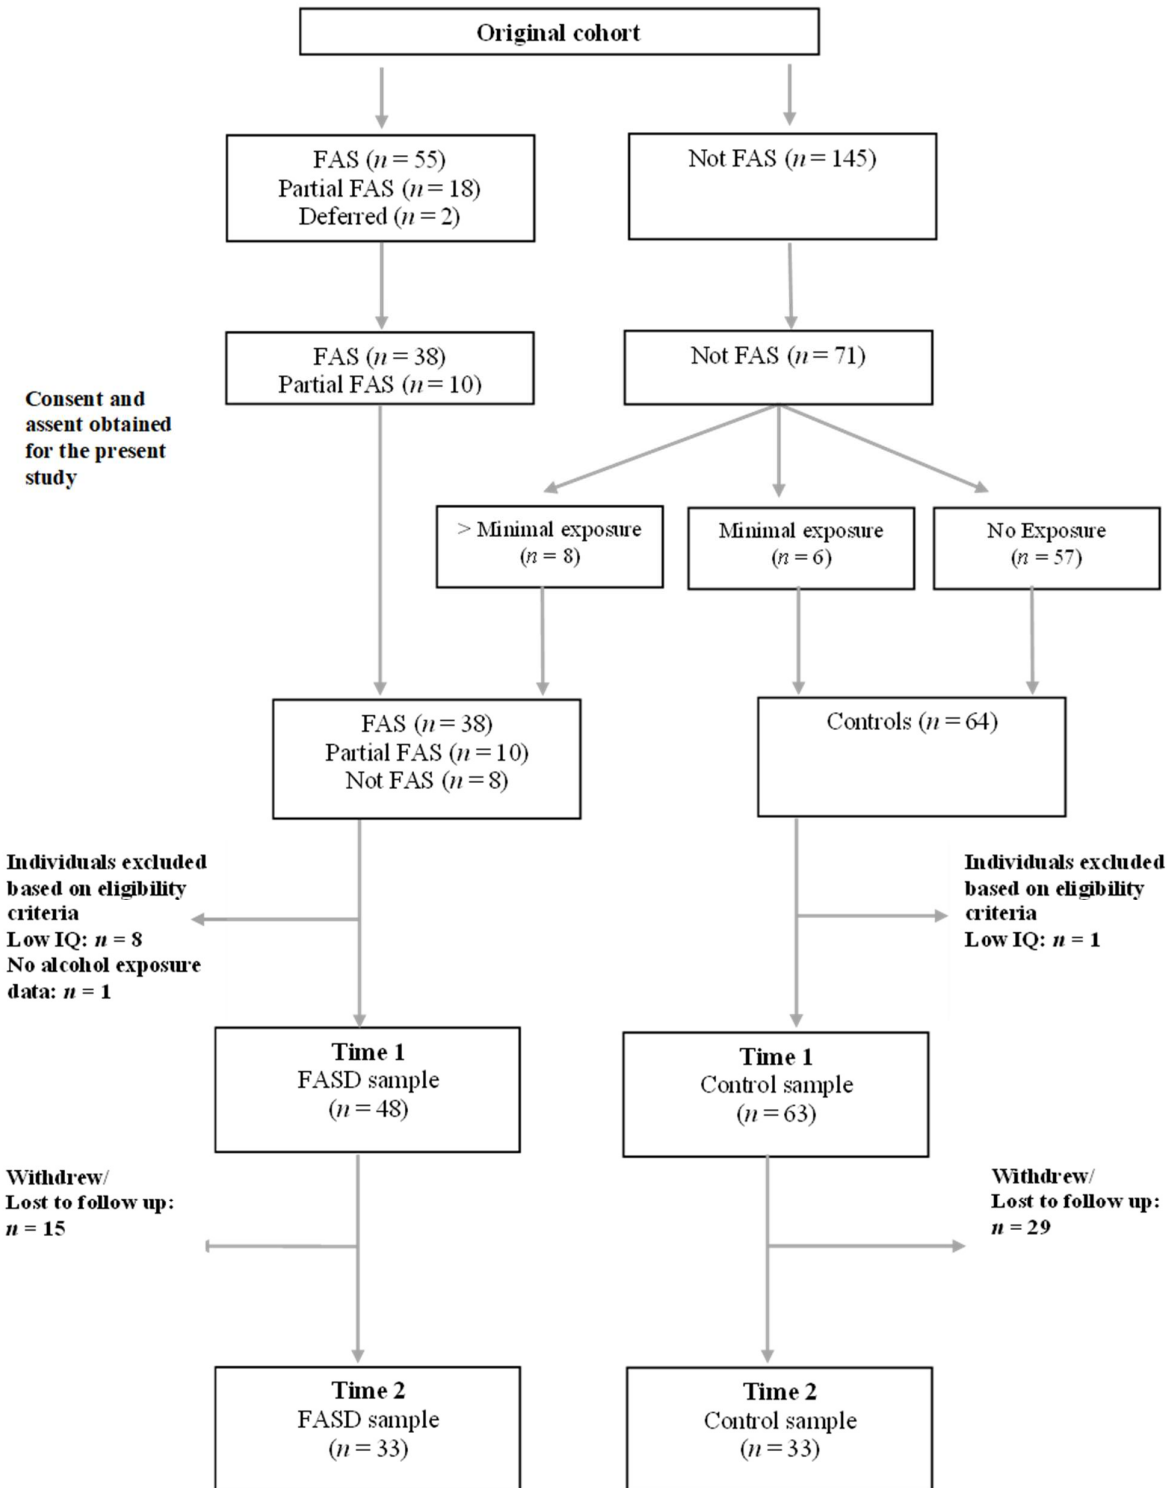 Original cohort
FAS (n = 55)
Partial FAS (n = 18)
Deferred (n = 2)
Not FAS (n = 145)
FAS (n = 38)
Partial FAS (n = 10)
Not FAS (n = 71)
Consent and
assent obtained
for the present
study
> Minimal exposure
(n = 8)
Minimal exposure
(n = 6)
No Exposure
(n = 57)
FAS (n = 38)
Partial FAS (n = 10)
Not FAS (n = 8)
Controls (n = 64)
Individuals excluded
based on eligibility
criteria
Low IQ: n = 8
No alcohol exposure
data: n = 1
Individuals excluded
based on eligibility
criteria
Low IQ: n = 1
Time 1
FASD sample
(n = 48)
Time 1
Control sample
(n = 63)
Withdrew/
Lost to follow up:
n = 15
Withdrew/
Lost to follow up:
n = 29
Time 2
FASD sample
(n = 33)
Time 2
Control sample
(n = 33)